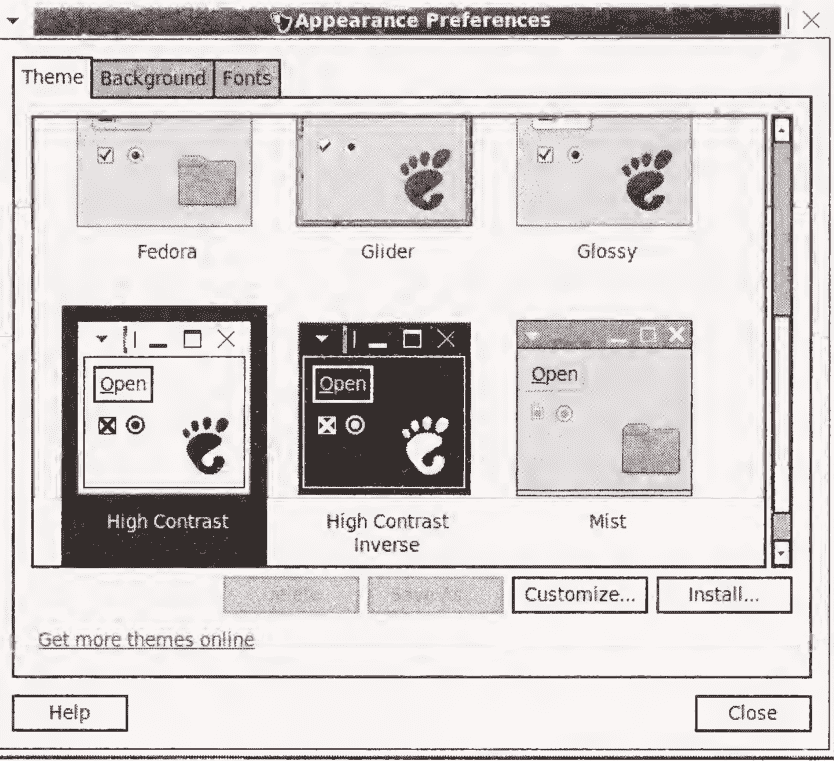 Appearance Preferences
Theme Background Fonts
Fedora Glider Glossy
Open Open Open
High Contrast High Contrast Mist
Inverse
Customize... Install...
Get more themes online
Help Close